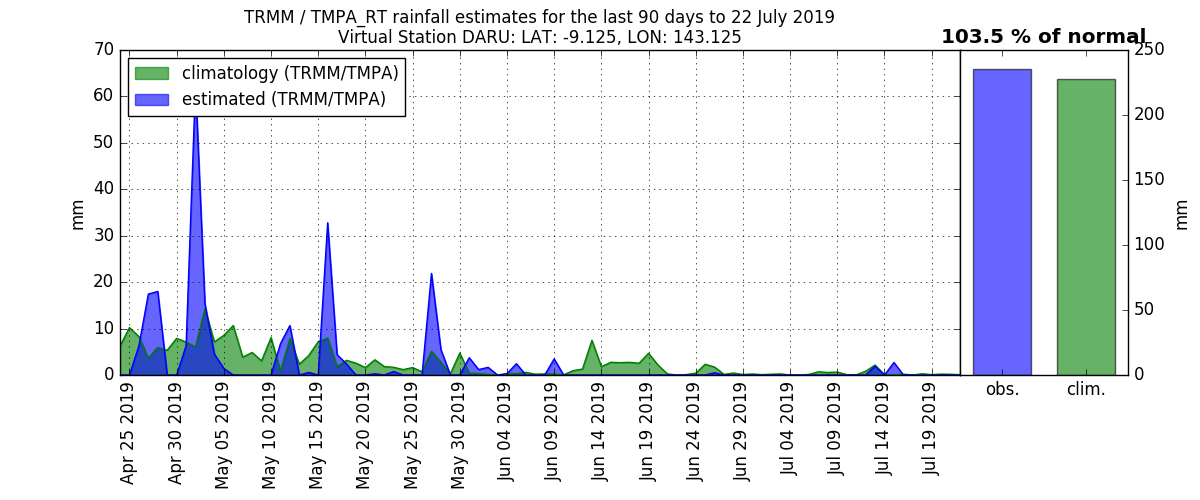 TRMM / TMPA_RT rainfall estimates for the last 90 days to 22 July 2019
Virtual Station DARU: LAT: -9.125, LON: 143.125
103.5 % of normal
climatology (TRMM/TMPA)
estimated (TRMM/TMPA)
mm
70
60
50
40
30
20
10
0
Apr 25 2019
Apr 30 2019
May 05 2019
May 10 2019
May 15 2019
May 20 2019
May 25 2019
May 30 2019
Jun 04 2019
Jun 09 2019
Jun 14 2019
Jun 19 2019
Jun 24 2019
Jun 29 2019
Jul 04 2019
Jul 09 2019
Jul 14 2019
Jul 19 2019
obs.
clim.
250
200
150
100
50
0
mm